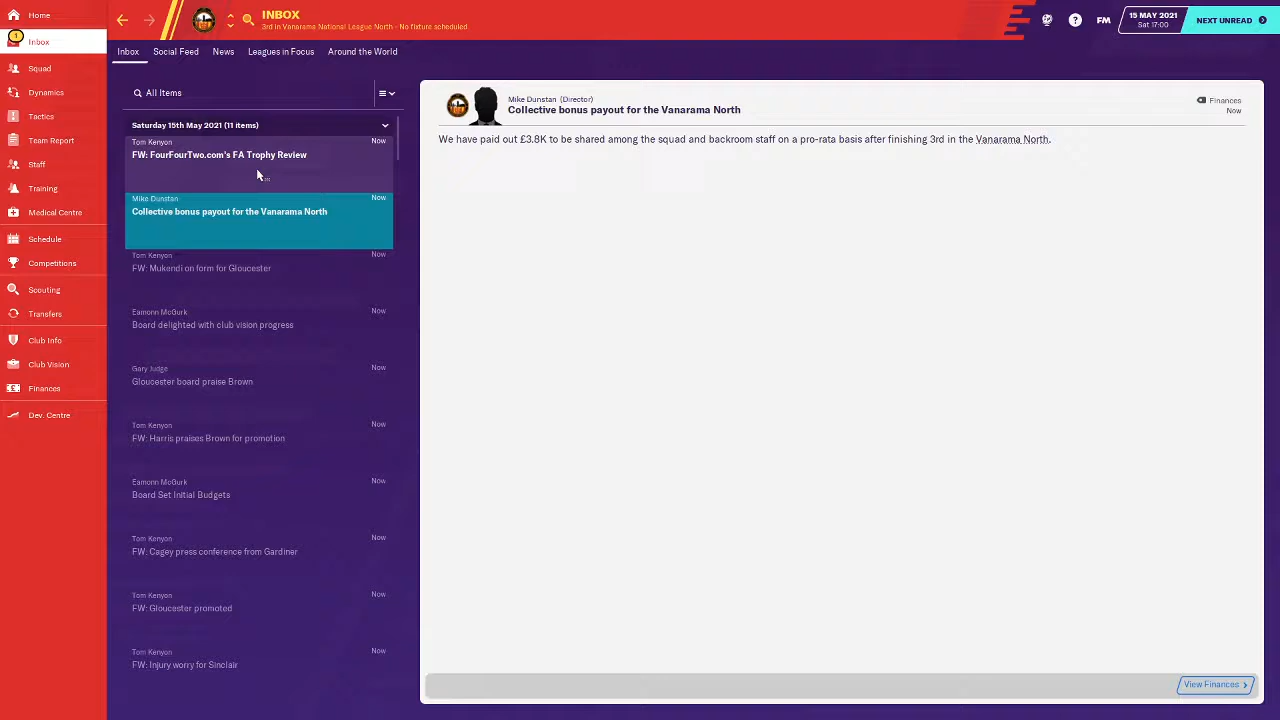 Home
1
Inbox
Squad
Dynamics
Tactics
Team Report
Staff
Training
Medical Centre
Schedule
Competitions
Scouting
Transfers
Club Info
Club Vision
Finances
Dev. Centre
INBOX
3rd in Vanarama National League North - No fixture scheduled.
?
FM
15 MAY 2021
Sat 17:00
NEXT UNREAD
Inbox
Social Feed
News
Leagues in Focus
Around the World
All Items
Saturday 15th May 2021 (11 items)
Tom Kenyon
Now
FW: FourFourTwo.com's FA Trophy Review
Mike Dunstan
Now
Collective bonus payout for the Vanarama North
Tom Kenyon
Now
FW: Mukendi on form for Gloucester
Eamonn McGurk
Now
Board delighted with club vision progress
Gary Judge
Now
Gloucester board praise Brown
Tom Kenyon
Now
FW: Harris praises Brown for promotion
Eamonn McGurk
Now
Board Set Initial Budgets
Tom Kenyon
Now
FW: Cagey press conference from Gardiner
Tom Kenyon
Now
FW: Gloucester promoted
Tom Kenyon
Now
FW: Injury worry for Sinclair
Mike Dunstan (Director)
Collective bonus payout for the Vanarama North
Finances
Now
We have paid out £3.8K to be shared among the squad and backroom staff on a pro-rata basis after finishing 3rd in the Vanarama North.
View Finances